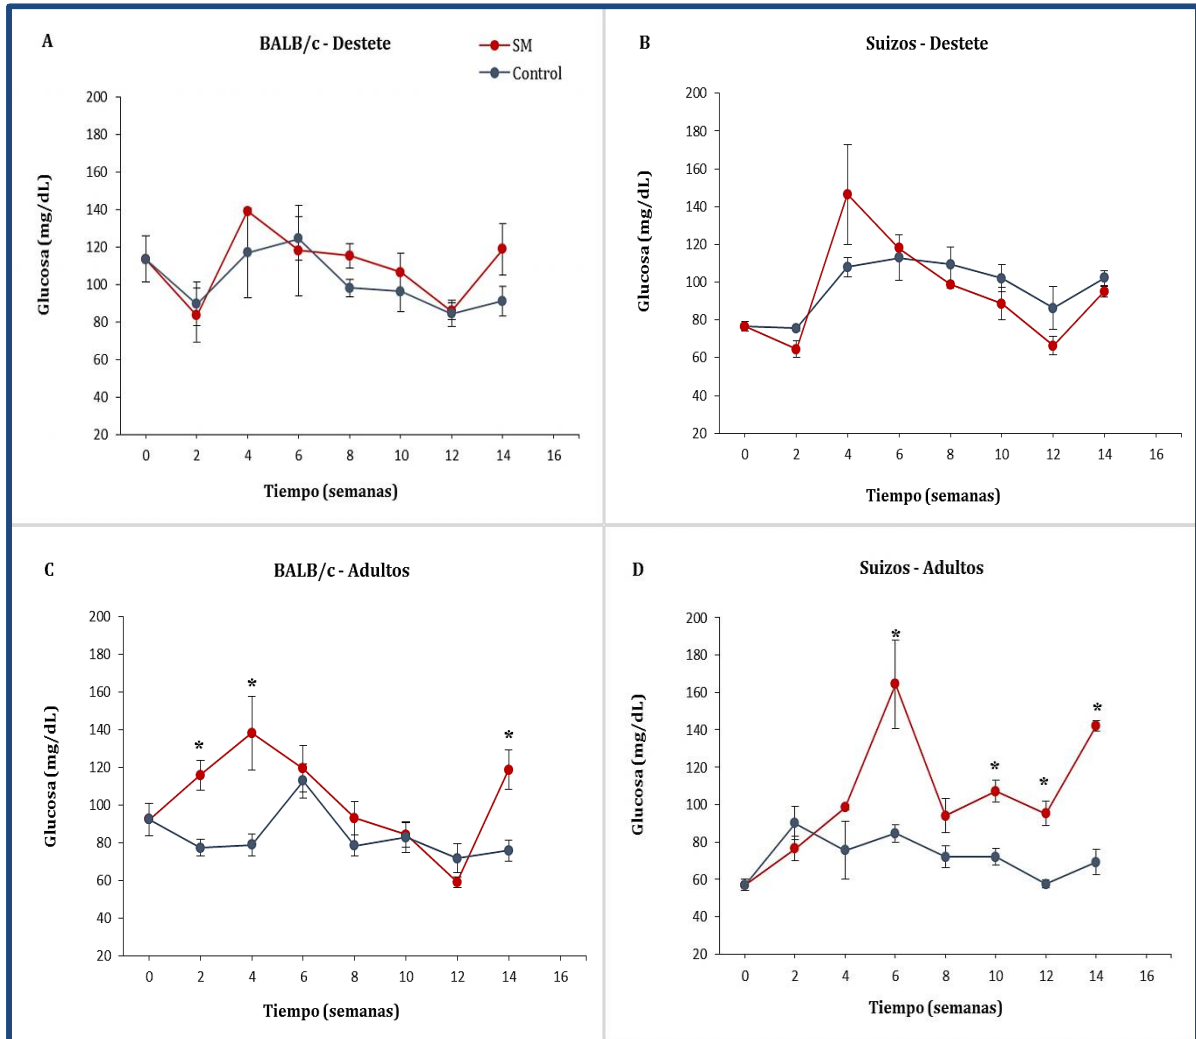 A
BALB/c - Destete
SM
Control
200
180
160
140
120
100
80
60
40
20
Glucosa (mg/dL)
0 2 4 6 8 10 12 14 16
Tiempo (semanas)
B
Suizos - Destete
200
180
160
140
120
100
80
60
40
20
Glucosa (mg/dL)
0 2 4 6 8 10 12 14 16
Tiempo (semanas)
C
BALB/c - Adultos
200
180
160
140
120
100
80
60
40
20
Glucosa (mg/dL)
* * *
0 2 4 6 8 10 12 14 16
Tiempo (semanas)
D
Suizos - Adultos
200
180
160
140
120
100
80
60
40
20
Glucosa (mg/dL)
* * * *
0 2 4 6 8 10 12 14 16
Tiempo (semanas)